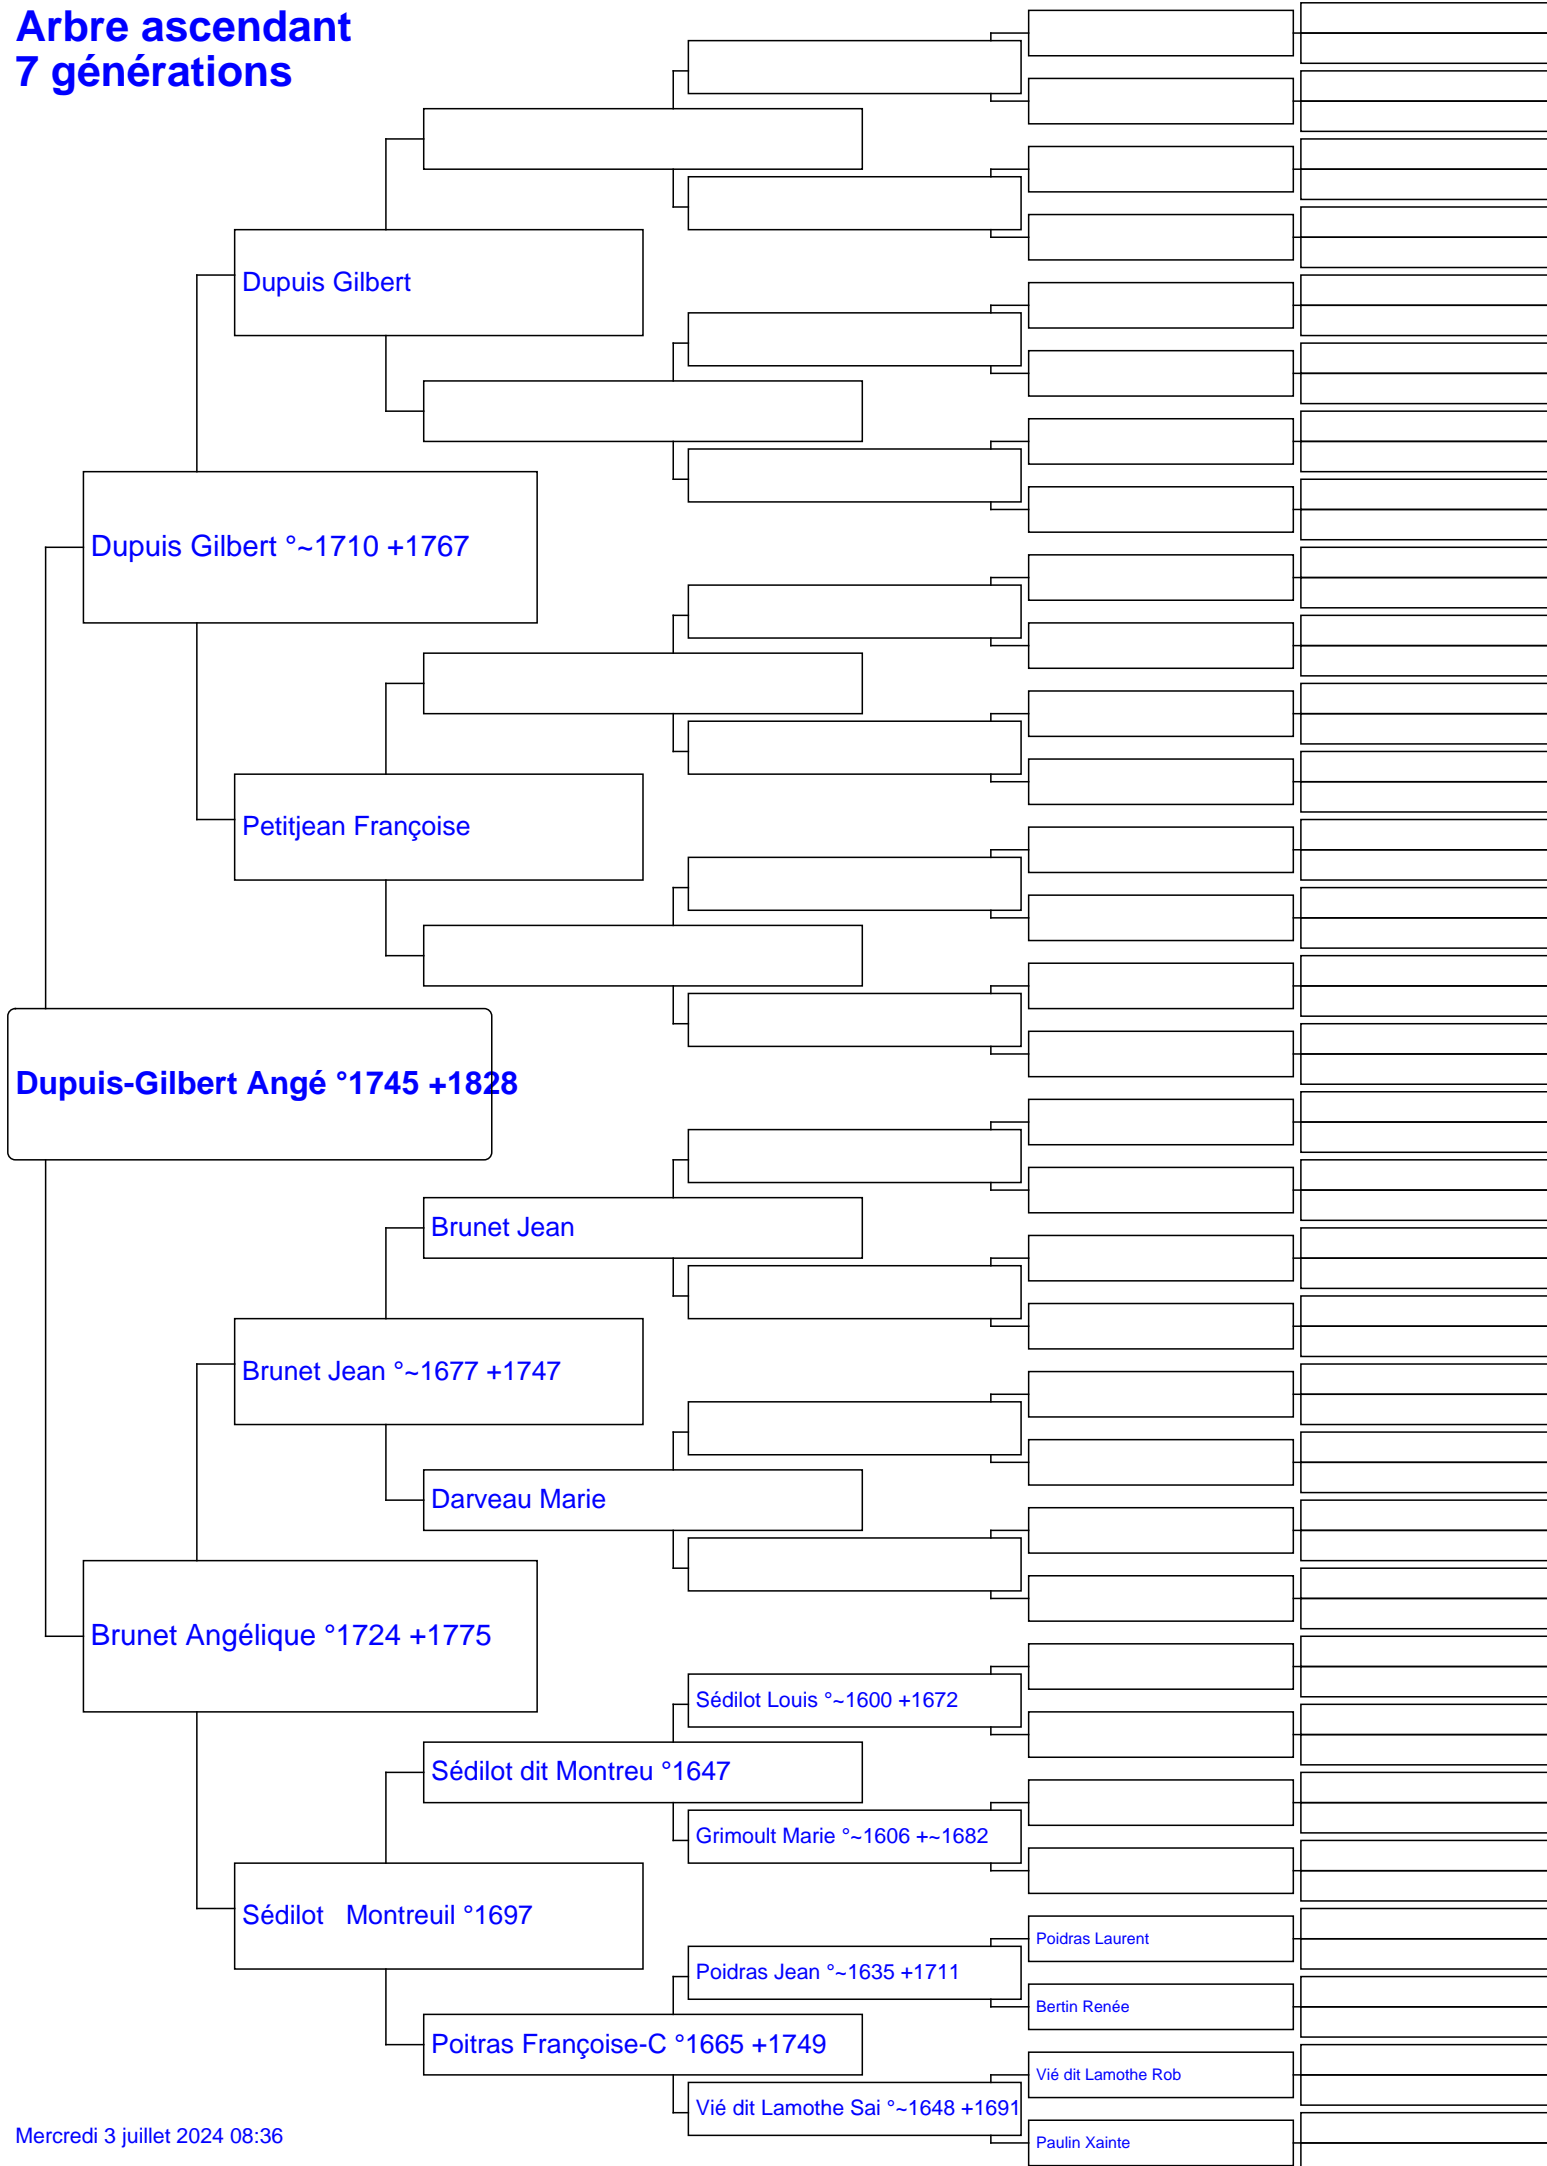 Arbre ascendant
7 générations
Dupuis Gilbert
Dupuis Gilbert °~1710 +1767
Petitjean Françoise
Dupuis-Gilbert Angé °1745 +1828
Brunet Jean
Brunet Jean °~1677 +1747
Darveau Marie
Brunet Angélique °1724 +1775
Sédilot Louis °~1600 +1672
Sédilot dit Montreu °1647
Grimoult Marie °~1606 +~1682
Sédilot   Montreuil °1697
Poidras Laurent
Poidras Jean °~1635 +1711
Bertin Renée
Poitras Françoise-C °1665 +1749
Vié dit Lamothe Rob
Vié dit Lamothe Sai °~1648 +1691
Paulin Xainte
Mercredi 3 juillet 2024 08:36